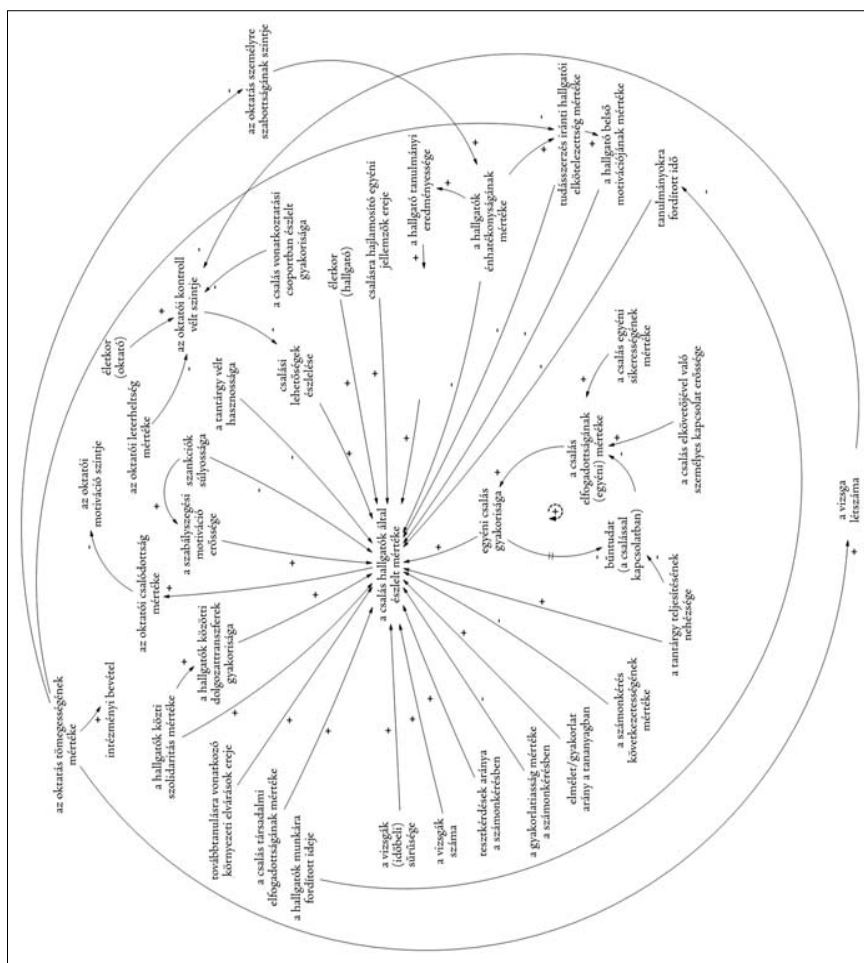 az oktatás tömegességének
mértéke
intézményi bevétel
az oktatás személyre
szabottságának szintje
az oktatói csalódottság
mértéke
az oktatói
motiváció szintje
az oktatói leterheltség
mértéke
életkor
(oktató)
az oktatói kontroll
vélt szintje
a csalás vonatkoztatási
csoportban észlelt
gyakorisága
csalási
lehetőségek
észlelése
a tantárgy vélt
hasznossága
szankciók
súlyossága
a szabályszegési
motiváció
erőssége
a hallgatók közti
szolidaritás mértéke
a hallgatók közötti
dolgozattranszferek
gyakorisága
továbbtanulásra vonatkozó
környezeti elvárások ereje
a csalás társadalmi
elfogadottságának mértéke
a hallgatók munkára
fordított ideje
életkor
(hallgató)
csalásra hajlamosító egyéni
jellemzők ereje
a hallgató tanulmányi
eredményessége
a hallgatók
énhatékonyságának
mértéke
tudásszerzés iránti hallgatói
elkötelezettség mértéke
a hallgató belső
motivációjának mértéke
tanulmányokra
fordított idő
a csalás hallgatók által
észlelt mértéke
a vizsgák
(időbeli)
sűrűsége
a vizsgák
száma
tesztkérdések aránya
a számonkérésben
a gyakorlatiasság mértéke
a számonkérésben
elmélet/gyakorlat
arány a tananyagban
a számonkérés
következetességének
mértéke
a tantárgy teljesítésének
nehézsége
egyéni csalás
gyakorisága
a csalás
elfogadottságának
(egyéni) mértéke
bűntudat
(a csalással
kapcsolatban)
a csalás egyéni
sikerességének
mértéke
a csalás elkövetőjével való
személyes kapcsolat erőssége
a vizsga
létszáma